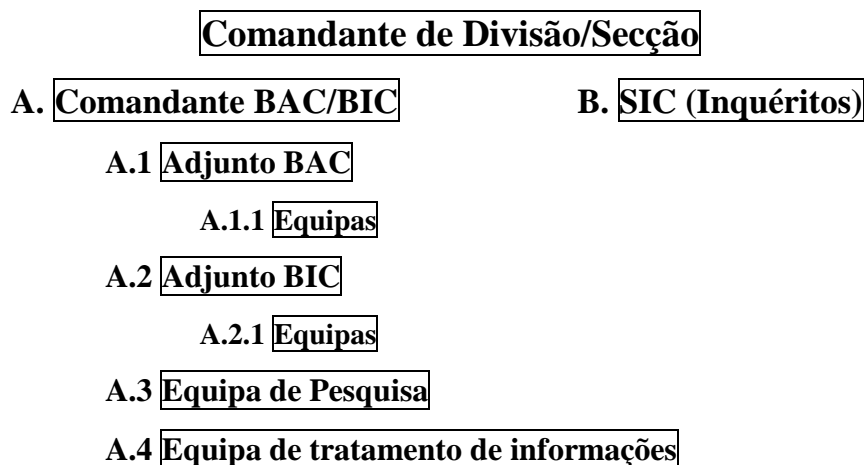 Comandante de Divisão/Secção
A. Comandante BAC/BIC B. SIC (Inquéritos)
A.1 Adjunto BAC
A.1.1 Equipas
A.2 Adjunto BIC
A.2.1 Equipas
A.3 Equipa de Pesquisa
A.4 Equipa de tratamento de informações